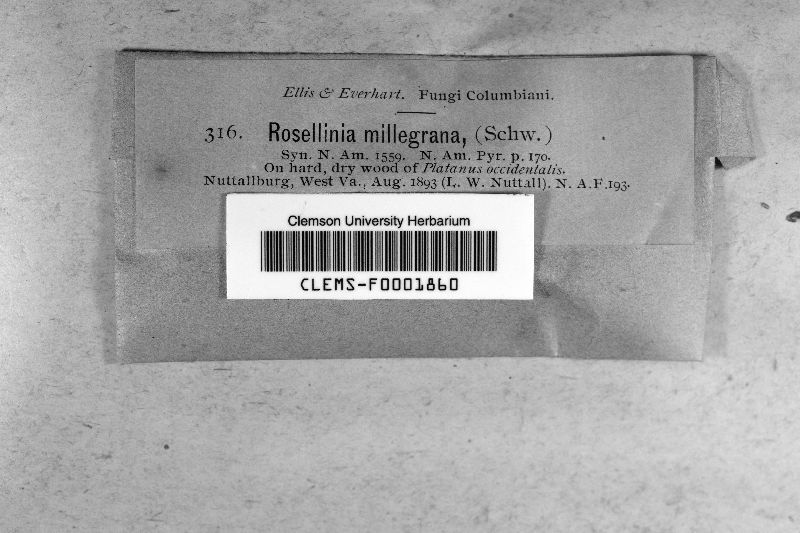 Ellis & Everhart. Fungi Columbiani.
316. Rosellinia millegrana, (Schw.)
Syn. N. Am. 1559. N. Am. Pyr. p. 170.
On hard, dry wood of Platanus occidentalis.
Nuttallburg, West Va., Aug. 1893 (L. W. Nuttall). N. A.F.193.
Clemson University Herbarium
CLEMS-F0001860